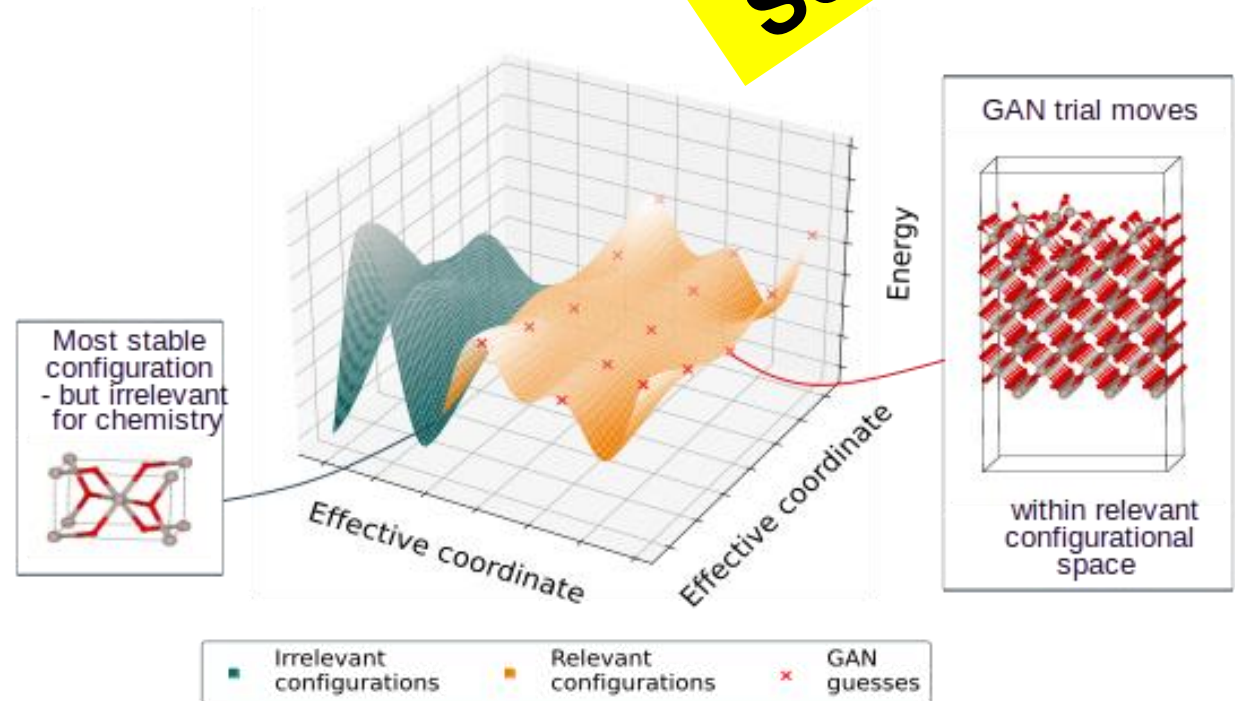 Energy
GAN trial moves
Most stable
configuration
- but irrelevant
for chemistry
Effective coordinate
Effective coordinate
within relevant
configurational
space
Irrelevant
configurations
Relevant
configurations
GAN
guesses